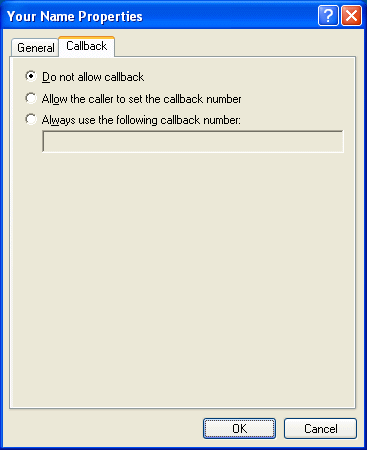 Your Name Properties
General Callback
Do not allow callback
Allow the caller to set the callback number
Always use the following callback number:
OK Cancel